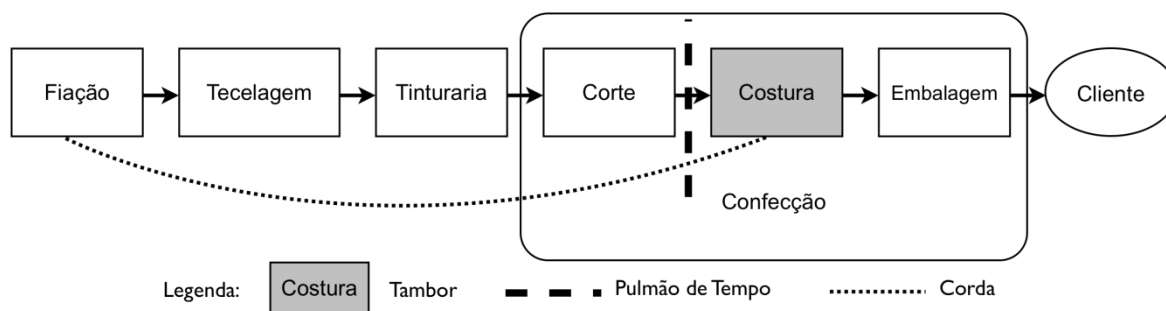 Fiação
Tecelagem
Tinturaria
Corte
Costura
Embalagem
Cliente
Confecção
Legenda:
Costura
Tambor
Pulmão de Tempo
Corda